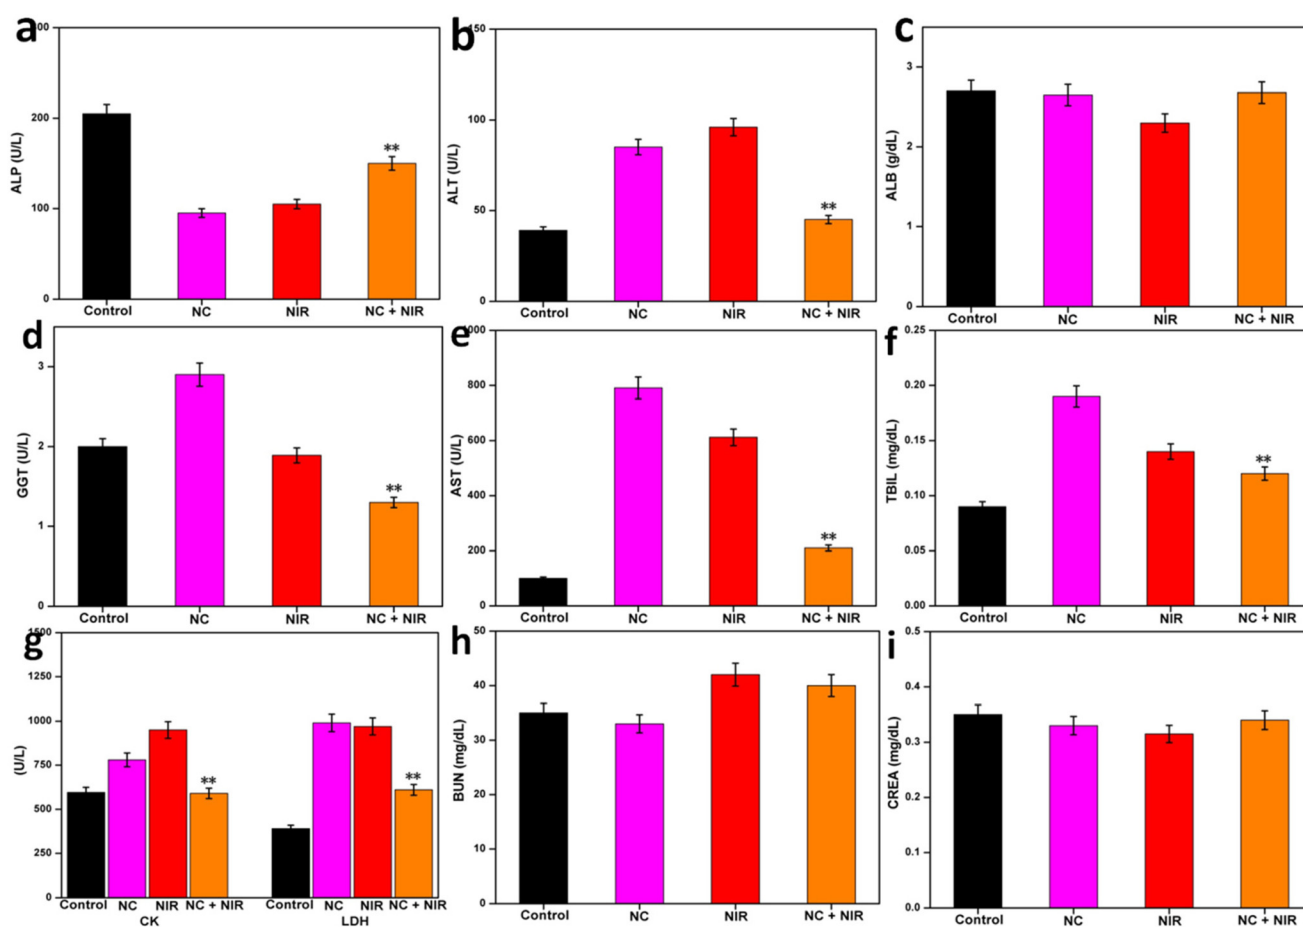 a
ALP (U/L)
300
200
100
0
**
Control NC NIR NC + NIR
b
ALT (U/L)
150
100
50
0
**
Control NC NIR NC + NIR
c
ALB (g/dL)
3
2
1
0
Control NC NIR NC + NIR
d
GGT (U/L)
3
2
1
0
**
Control NC NIR NC + NIR
e
AST (U/L)
1000
800
600
400
200
0
**
Control NC NIR NC + NIR
f
TBIL (mg/dL)
0.25
0.20
0.15
0.10
0.05
0.00
**
Control NC NIR NC + NIR
g
(U/L)
1500
1250
1000
750
500
250
0
** **
Control NC NIR NC + NIR Control NC NIR NC + NIR
CK LDH
h
BUN (mg/dL)
50
40
30
20
10
0
Control NC NIR NC + NIR
i
CREA (mg/dL)
0.5
0.4
0.3
0.2
0.1
0.0
Control NC NIR NC + NIR